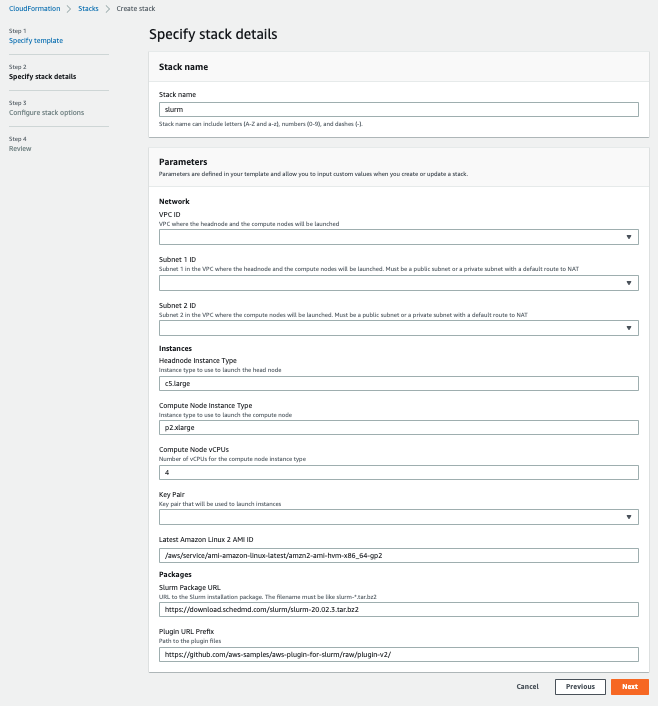 CloudFormation > Stacks > Create stack
Step 1
Specify template
Step 2
Specify stack details
Step 3
Configure stack options
Step 4
Review
Specify stack details
Stack name
Stack name
slurm
Stack name can include letters (A-Z and a-z), numbers (0-9), and dashes (-).
Parameters
Parameters are defined in your template and allow you to input custom values when you create or update a stack.
Network
VPC ID
VPC where the headnode and the compute nodes will be launched
Subnet 1 ID
Subnet 1 in the VPC where the headnode and the compute nodes will be launched. Must be a public subnet or a private subnet with a default route to NAT
Subnet 2 ID
Subnet 2 in the VPC where the compute nodes will be launched. Must be a public subnet or a private subnet with a default route to NAT
Instances
Headnode Instance Type
Instance type to use to launch the head node
c5.large
Compute Node Instance Type
Instance type to use to launch the compute node
p2.xlarge
Compute Node vCPUs
Number of vCPUs for the compute node instance type
4
Key Pair
Key pair that will be used to launch instances
Latest Amazon Linux 2 AMI ID
/aws/service/ami-amazon-linux-latest/amzn2-ami-hvm-x86_64-gp2
Packages
Slurm Package URL
URL to the Slurm installation package. The filename must be like slurm-*.tar.bz2
https://download.schedmd.com/slurm/slurm-20.02.3.tar.bz2
Plugin URL Prefix
Path to the plugin files
https://github.com/aws-samples/aws-plugin-for-slurm/raw/plugin-v2/
Cancel Previous Next